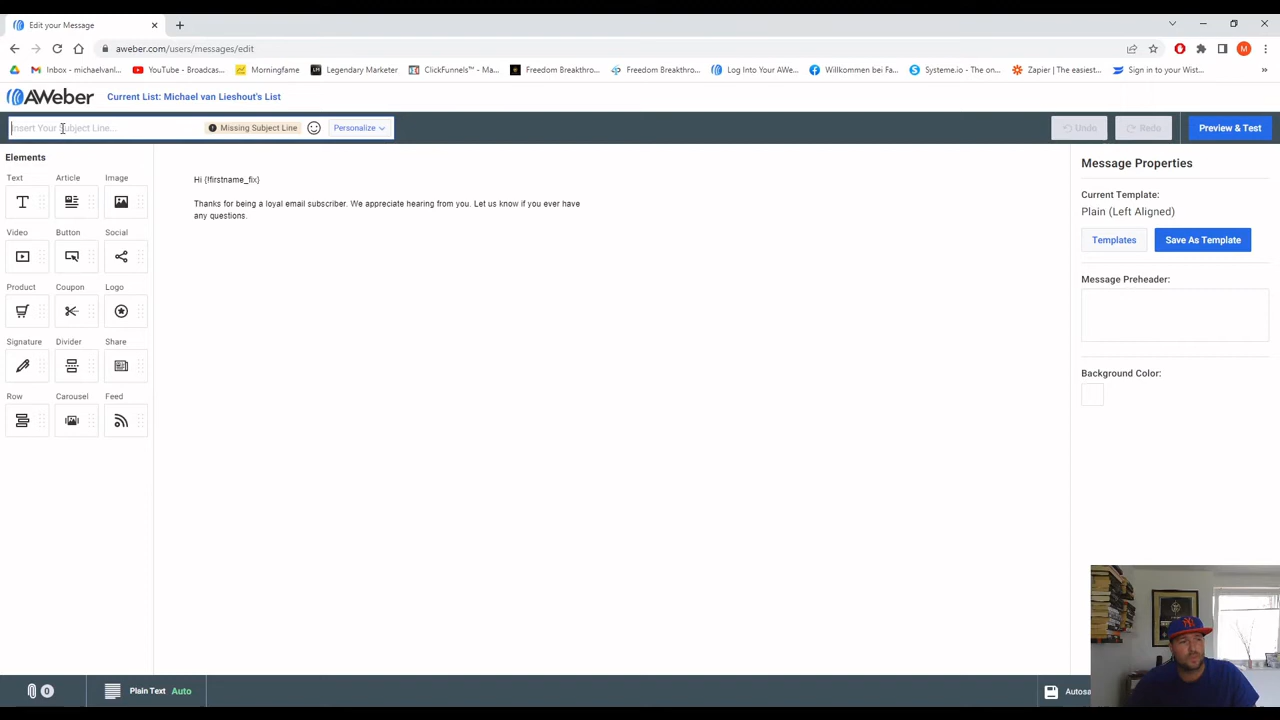 Edit your Message
aweber.com/users/messages/edit
M
Inbox - michaelvanl...
YouTube - Broadcas...
Morningfame
Legendary Marketer
ClickFunnels™ - Ma...
Freedom Breakthro...
Freedom Breakthro...
Log Into Your AWe...
Willkommen bei Fa...
Systeme.io - The on...
Zapier | The easiest...
Sign in to your Wist...
AWeber
Current List: Michael van Lieshout's List
Insert Your Subject Line...
Missing Subject Line
Personalize
Undo
Redo
Preview & Test
Elements
Text
Article
Image
Video
Button
Social
Product
Coupon
Logo
Signature
Divider
Share
Row
Carousel
Feed
Hi {!firstname_fix}
Thanks for being a loyal email subscriber. We appreciate hearing from you. Let us know if you ever have
any questions.
Message Properties
Current Template:
Plain (Left Aligned)
Templates
Save As Template
Message Preheader:
Background Color:
0
Plain Text Auto
Autosa